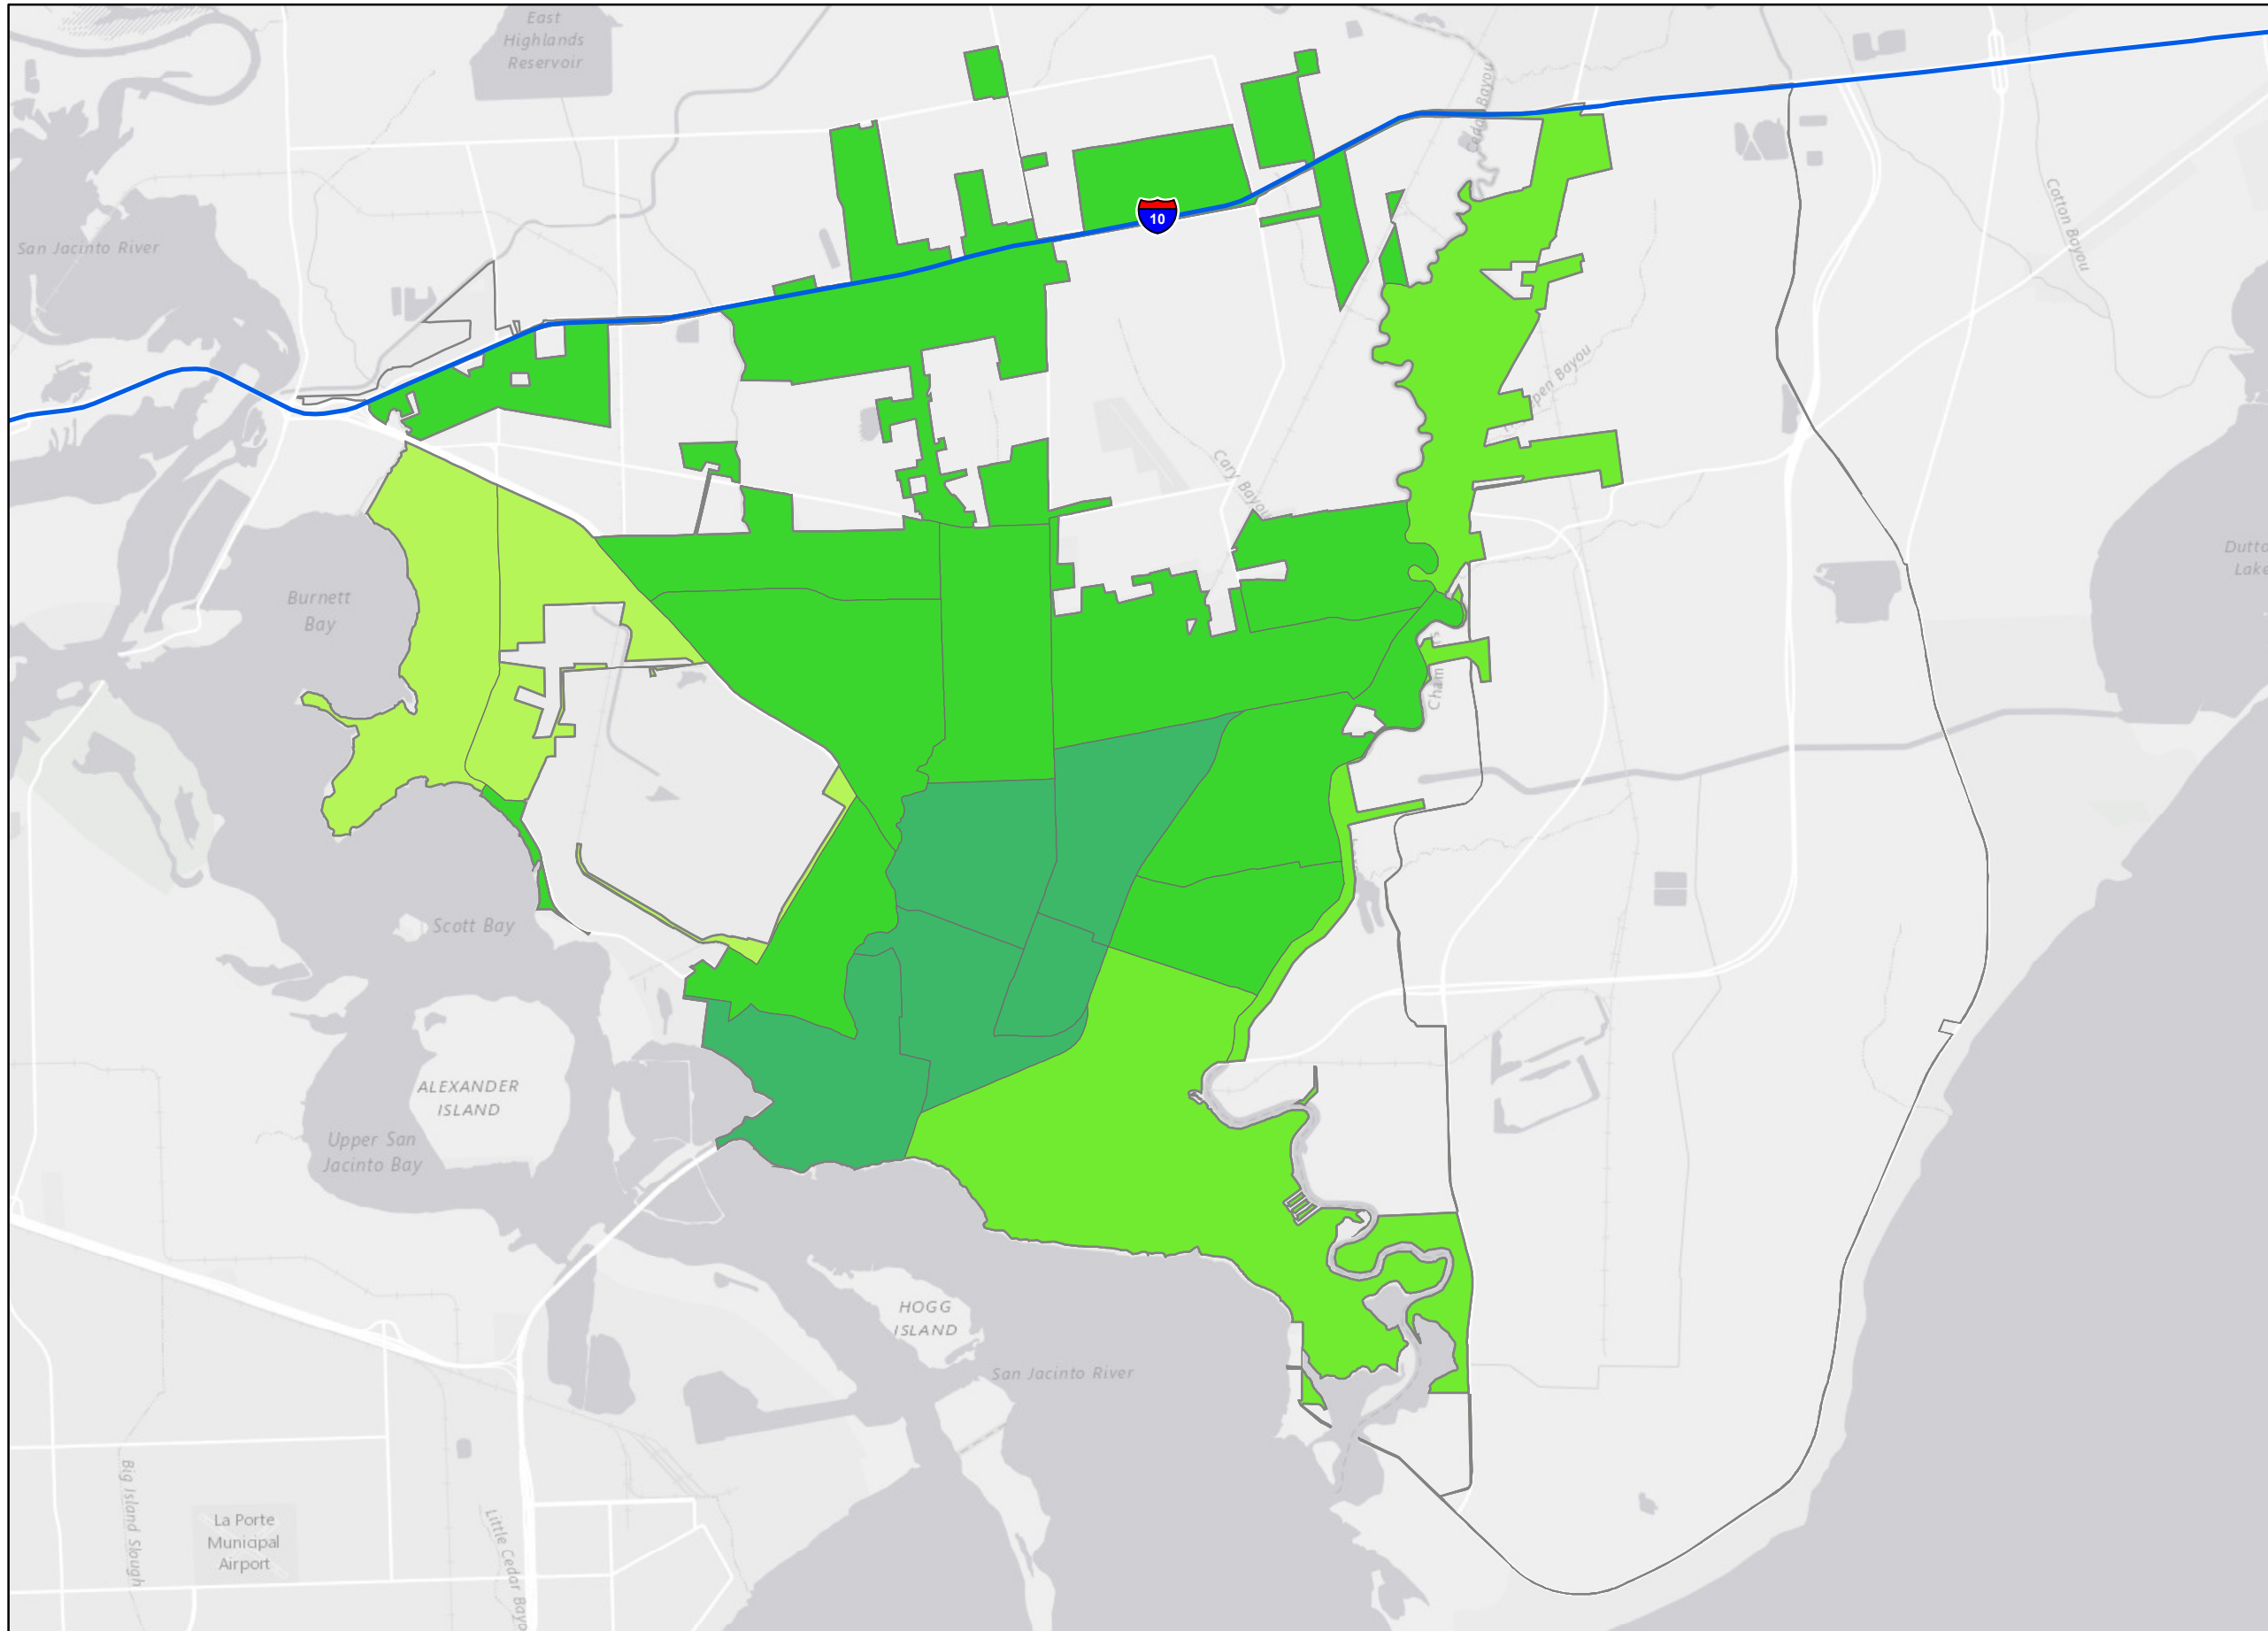 East
Highlands
Reservoir
Cedar Bayou
San Jacinto River
10
Cotton Bayou
Cary Bayou
Burnett
Bay
Scott Bay
ALEXANDER
ISLAND
Upper San
Jacinto Bay
HOGG
ISLAND
San Jacinto River
Big Island Slough
La Porte
Municipal
Airport
Little Cedar Bayou